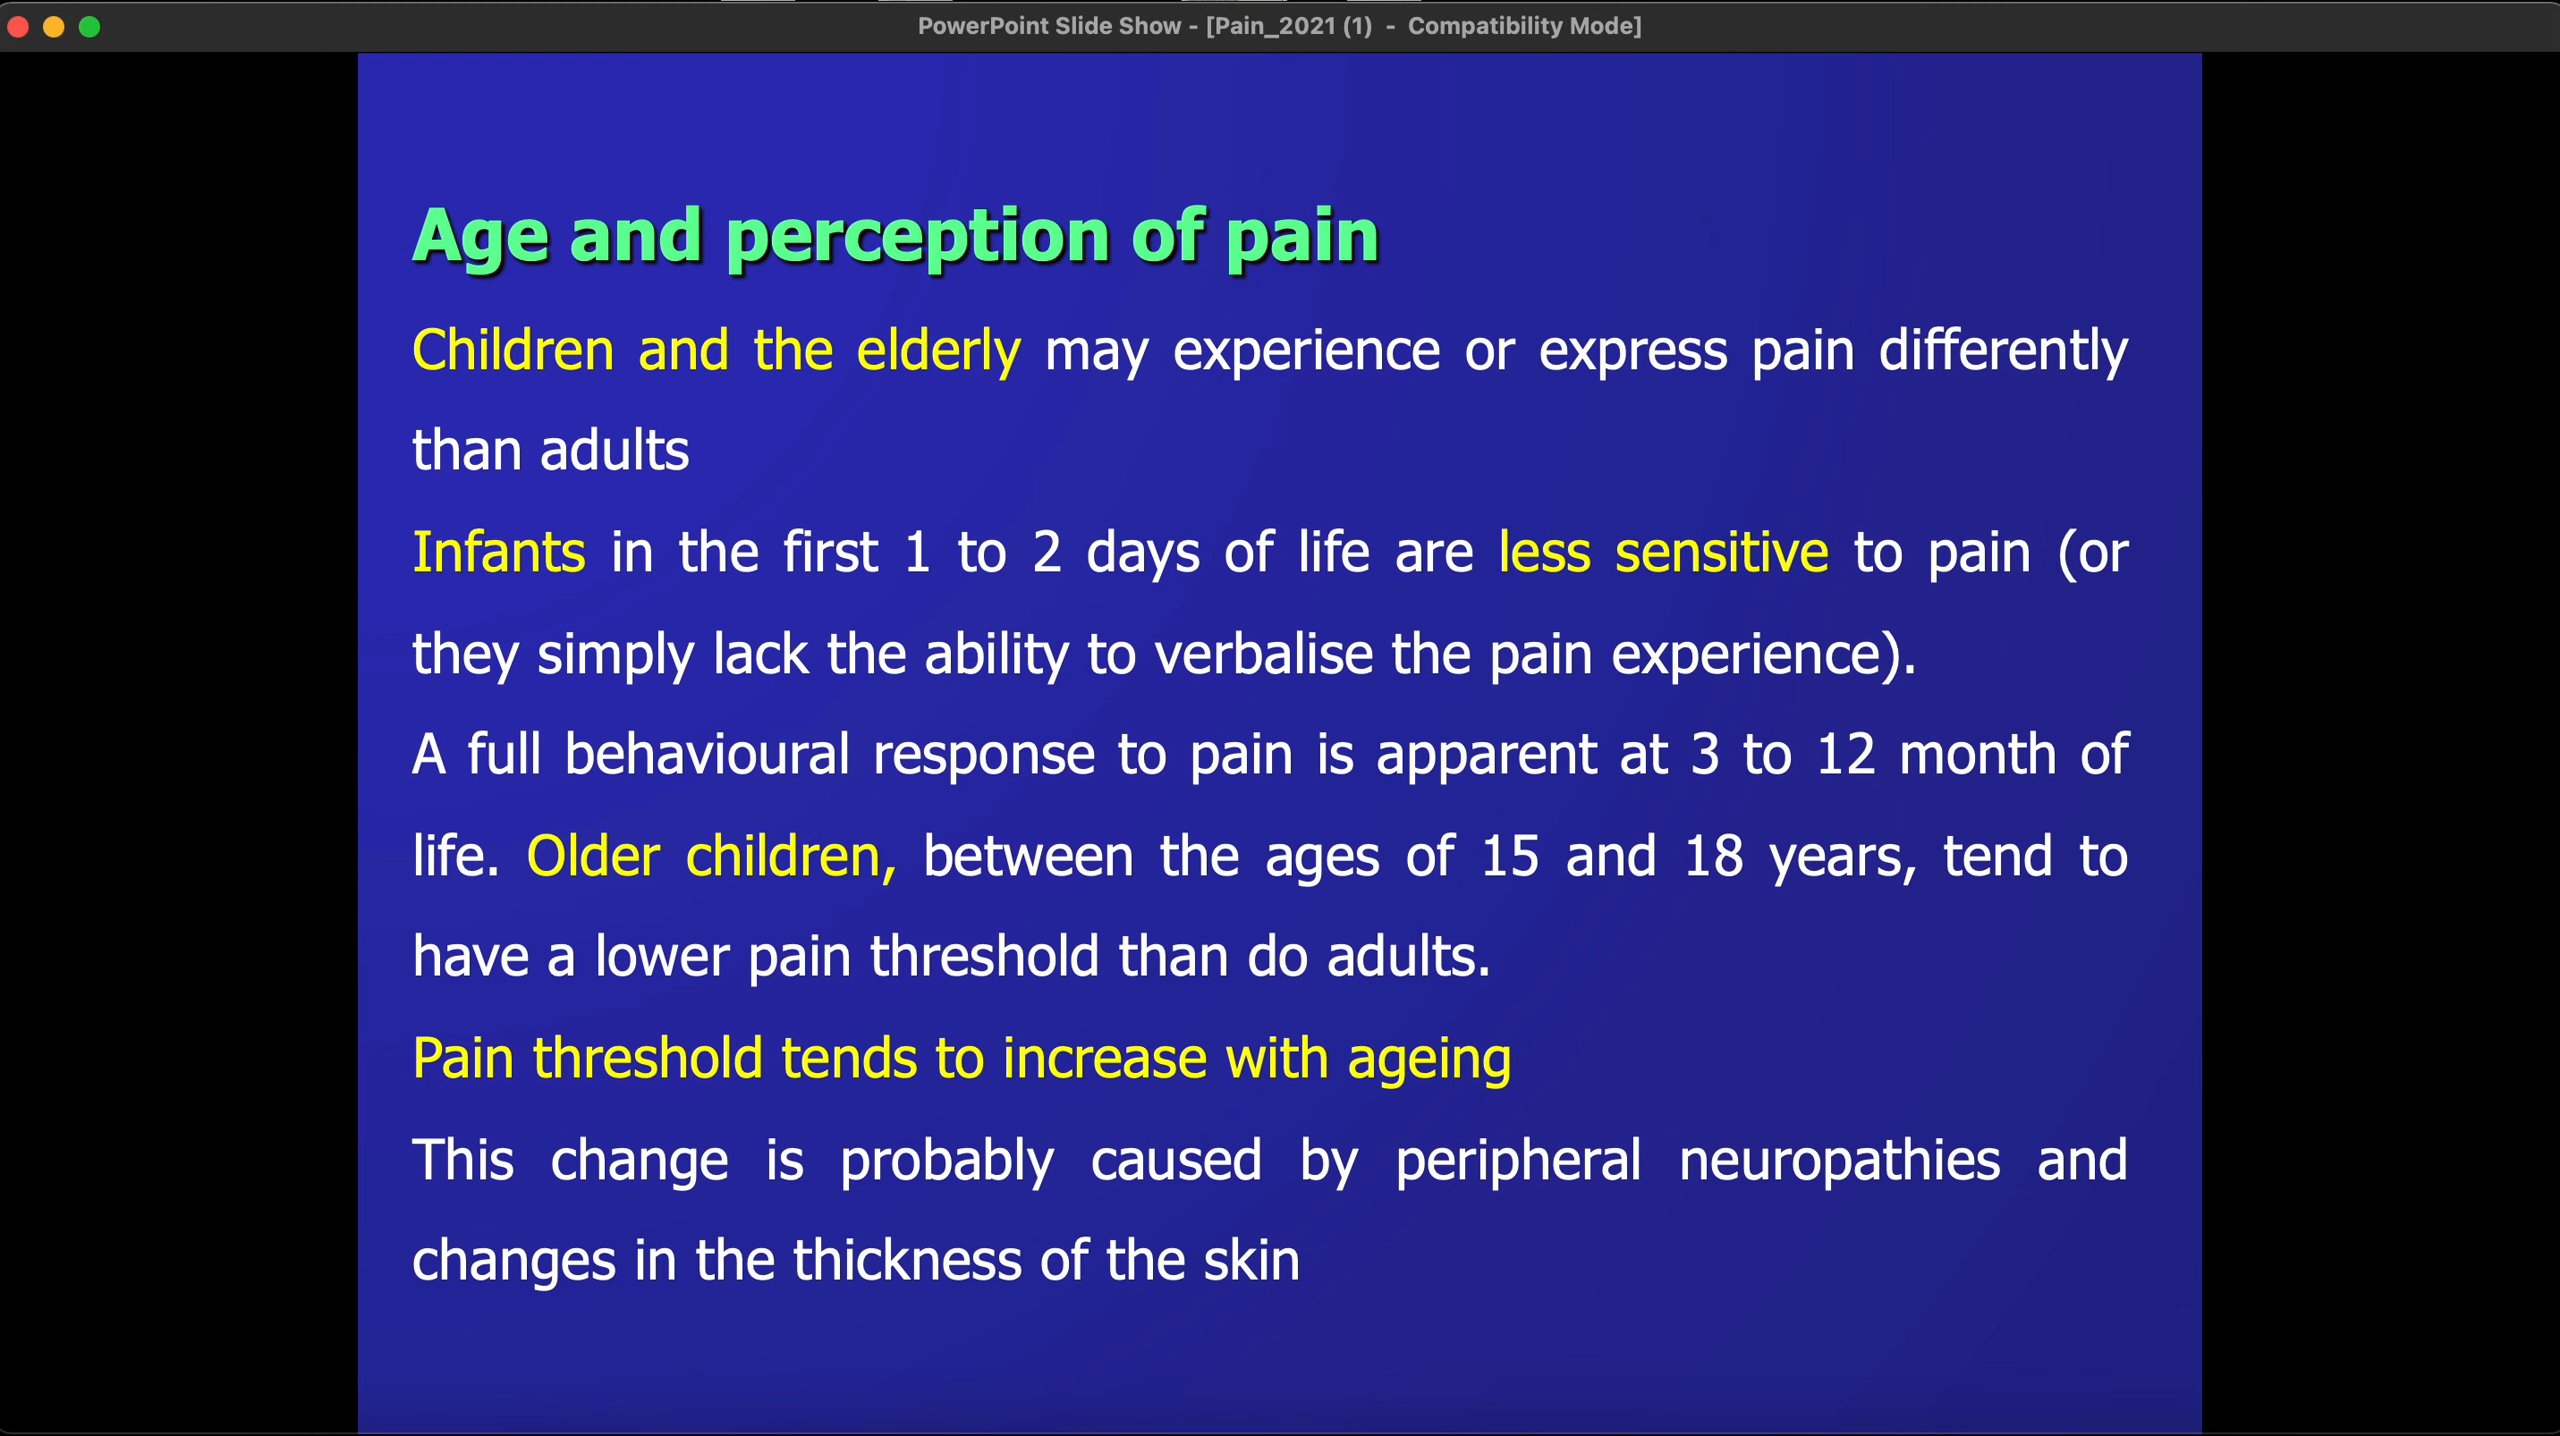 PowerPoint Slide Show - [Pain_2021 (1)  -  Compatibility Mode]
Age and perception of pain
Children and the elderly may experience or express pain differently
than adults
Infants in the first 1 to 2 days of life are less sensitive to pain (or
they simply lack the ability to verbalise the pain experience).
A full behavioural response to pain is apparent at 3 to 12 month of
life. Older children, between the ages of 15 and 18 years, tend to
have a lower pain threshold than do adults.
Pain threshold tends to increase with ageing
This change is probably caused by peripheral neuropathies and
changes in the thickness of the skin